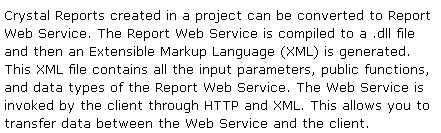 Crystal Reports created in a project can be converted to Report
Web Service. The Report Web Service is compiled to a .dll file
and then an Extensible Markup Language (XML) is generated.
This XML file contains all the input parameters, public functions,
and data types of the Report Web Service. The Web Service is
invoked by the client through HTTP and XML. This allows you to
transfer data between the Web Service and the client.